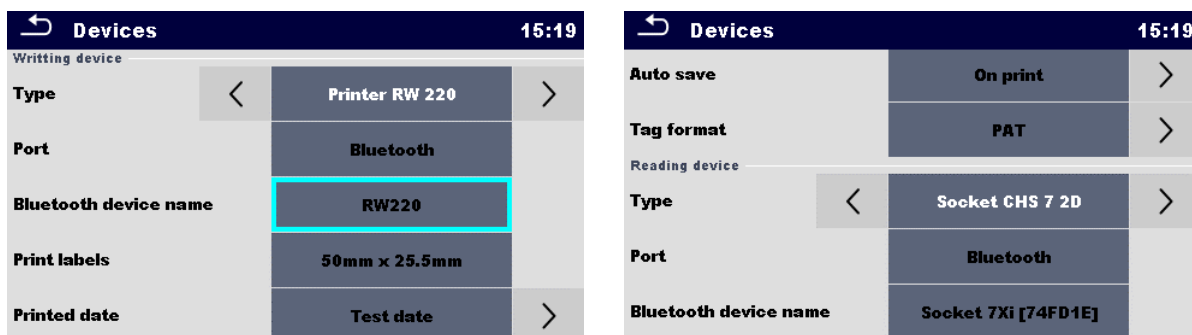 Devices 15:19
Writting device
Type Printer RW 220
Port Bluetooth
Bluetooth device name RW220
Print labels 50mm x 25.5mm
Printed date Test date
Devices 15:19
Auto save On print
Tag format PAT
Reading device
Type Socket CHS 7 2D
Port Bluetooth
Bluetooth device name Socket 7Xi [74FD1E]